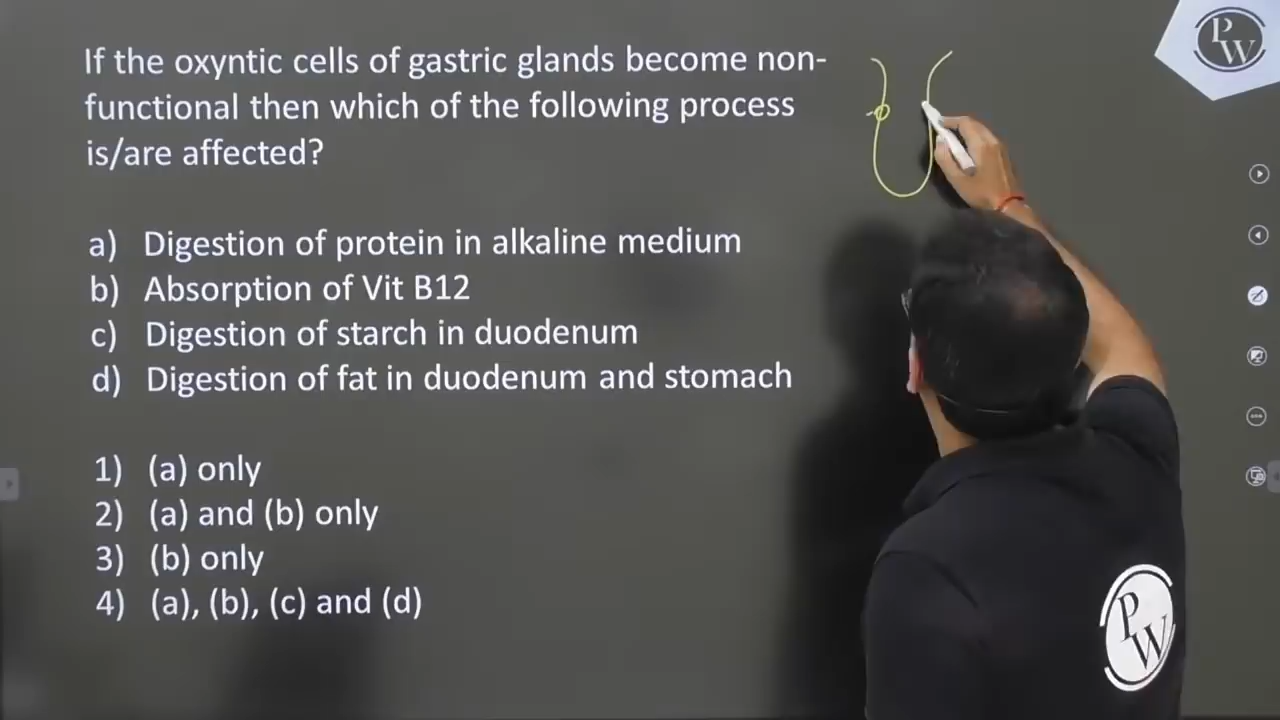 If the oxyntic cells of gastric glands become non-
functional then which of the following process
is/are affected?
a) Digestion of protein in alkaline medium
b) Absorption of Vit B12
c) Digestion of starch in duodenum
d) Digestion of fat in duodenum and stomach
1) (a) only
2) (a) and (b) only
3) (b) only
4) (a), (b), (c) and (d)
PW
PW